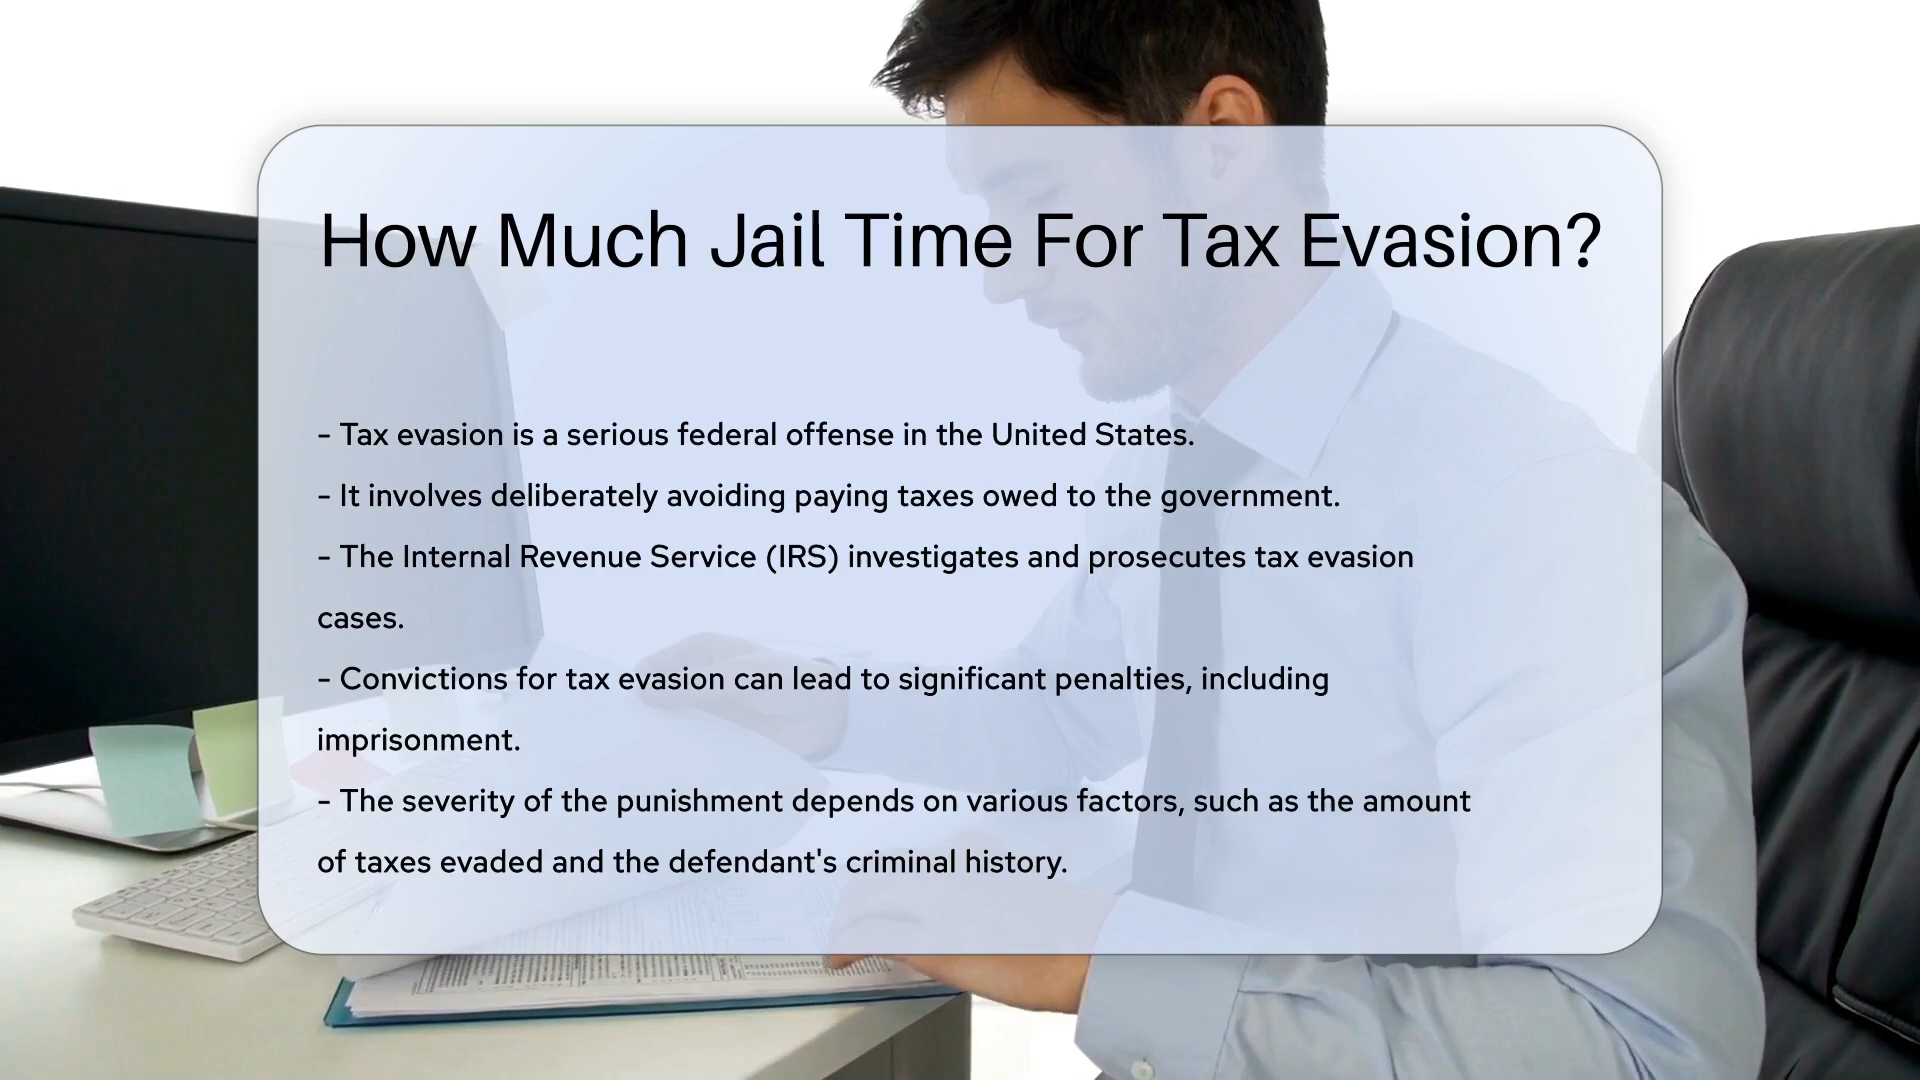 How Much Jail Time For Tax Evasion?
- Tax evasion is a serious federal offense in the United States.
- It involves deliberately avoiding paying taxes owed to the government.
- The Internal Revenue Service (IRS) investigates and prosecutes tax evasion
cases.
- Convictions for tax evasion can lead to significant penalties, including
imprisonment.
- The severity of the punishment depends on various factors, such as the amount
of taxes evaded and the defendant's criminal history.